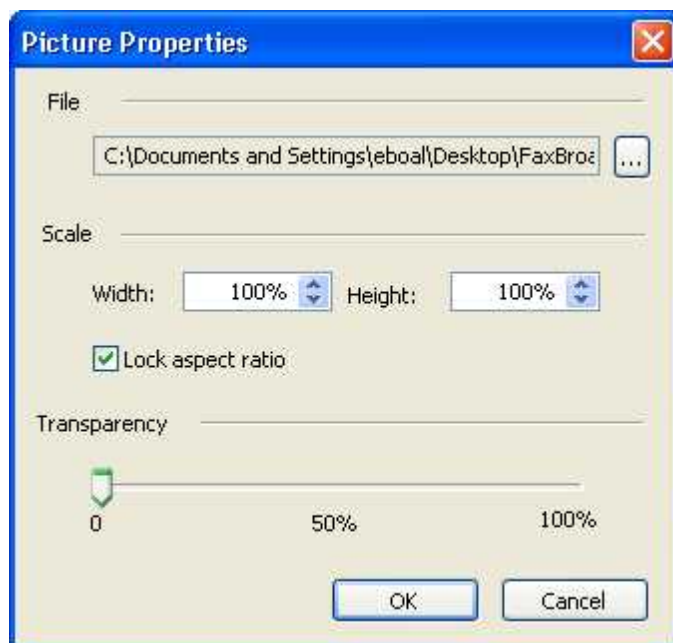 Picture Properties
File
C:\Documents and Settings\eboal\Desktop\FaxBroa
...
Scale
Width: 100% Height: 100%
Lock aspect ratio
Transparency
0 50% 100%
OK Cancel